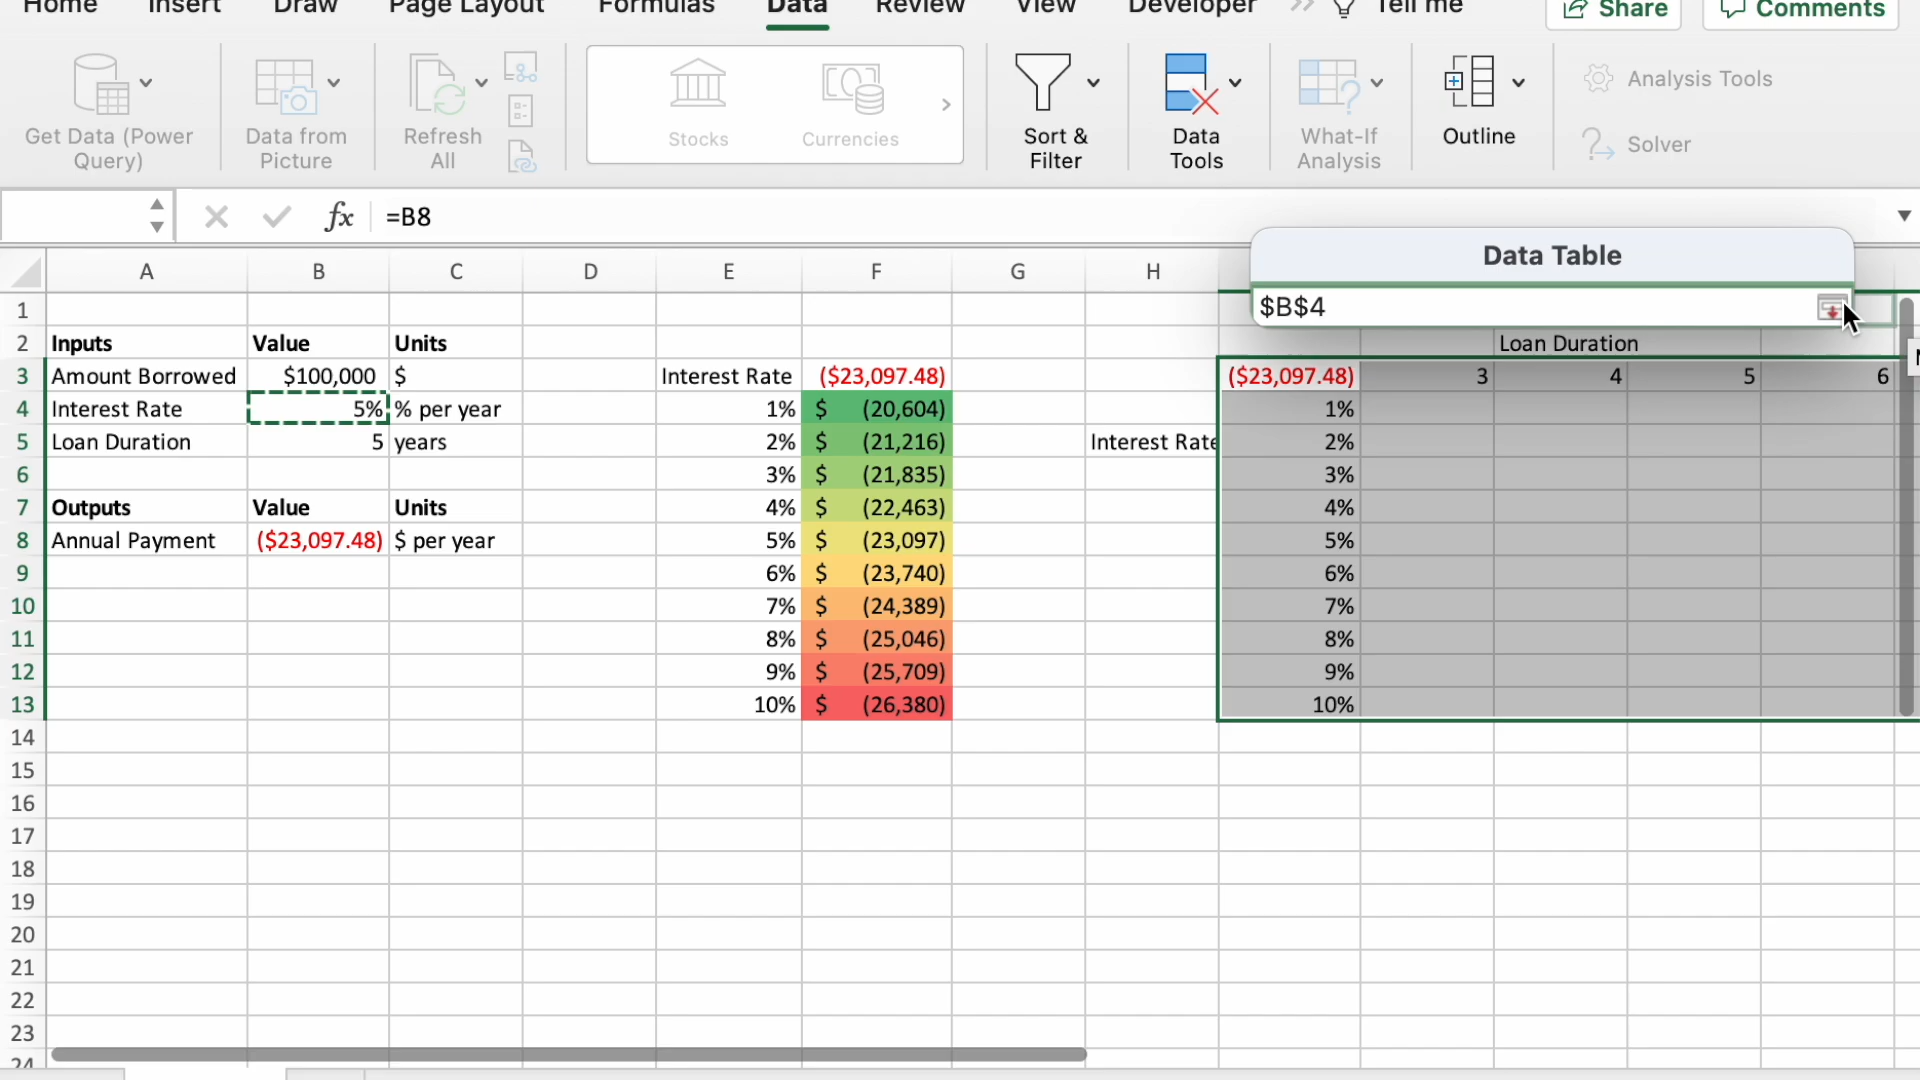 Home Insert Draw Page Layout Formulas Data Review View Developer Tell me Share Comments
Get Data (Power Query)
Data from Picture
Refresh All
Stocks
Currencies
Sort & Filter
Data Tools
What-If Analysis
Outline
Analysis Tools
Solver
fx =B8
Data Table
$B$4
A B C D E F G H
1
2 Inputs Value Units Loan Duration
3 Amount Borrowed $100,000 $ Interest Rate ($23,097.48) ($23,097.48) 3 4 5 6
4 Interest Rate 5% % per year 1% $ (20,604) 1%
5 Loan Duration 5 years 2% $ (21,216) Interest Rate 2%
6 3% $ (21,835) 3%
7 Outputs Value Units 4% $ (22,463) 4%
8 Annual Payment ($23,097.48) $ per year 5% $ (23,097) 5%
9 6% $ (23,740) 6%
10 7% $ (24,389) 7%
11 8% $ (25,046) 8%
12 9% $ (25,709) 9%
13 10% $ (26,380) 10%
14
15
16
17
18
19
20
21
22
23
24